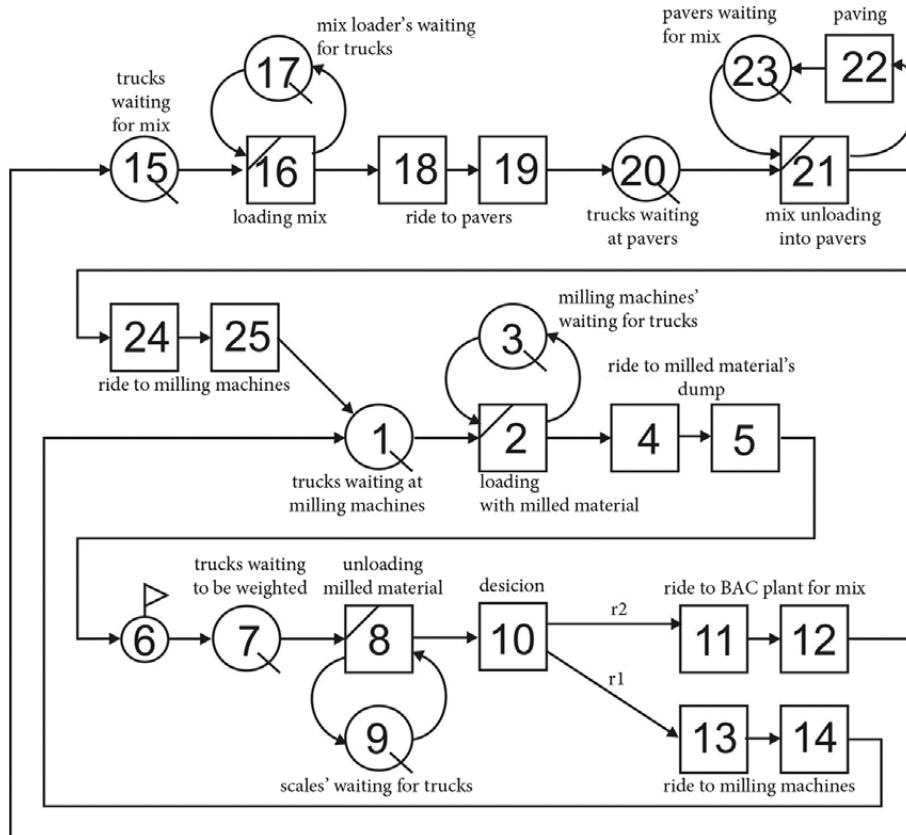 mix loader's waiting
for trucks
pavers waiting
for mix
paving
trucks
waiting
for mix
17
23
22
15
16
18
19
20
21
loading mix
ride to pavers
trucks waiting
at pavers
mix unloading
into pavers
milling machines'
waiting for trucks
24
25
3
ride to milling machines
ride to milled material's
dump
1
2
4
5
trucks waiting at
milling machines
loading
with milled material
trucks waiting
to be weighted
unloading
milled material
desicion
ride to BAC plant for mix
r2
6
7
8
10
11
12
r1
9
13
14
scales' waiting for trucks
ride to milling machines